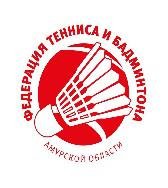 ФЕДЕРАЦИЯ ТЕННИСА И БАДМИНТОНА
АМУРСКОЙ ОБЛАСТИ